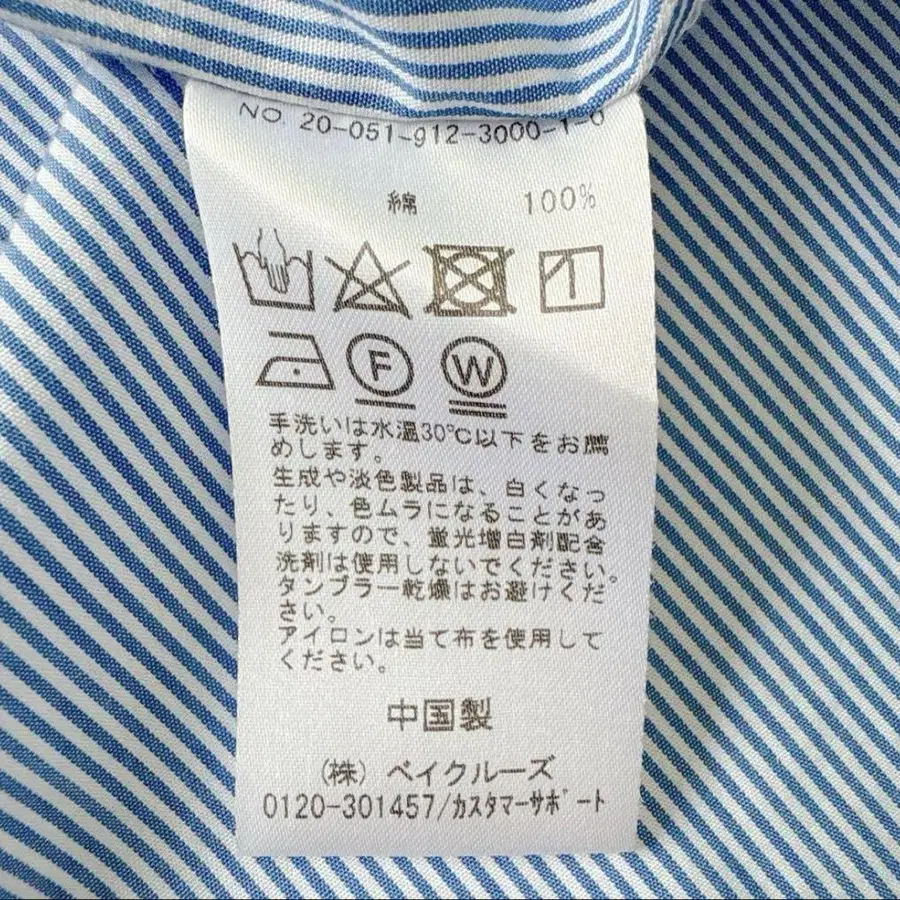 NO 20-051-912-3000-1-0
綿 100%
F W
手洗いは水温30℃以下をお薦
めします。
生成や淡色製品は、白くなっ
たり、色ムラになることがあ
りますので、蛍光増白剤配合
洗剤は使用しないでください。
タンブラー乾燥はお避けくだ
さい。
アイロンは当て布を使用して
ください。
中国製
(株) ベイクルーズ
0120-301457/カスタマーサポート